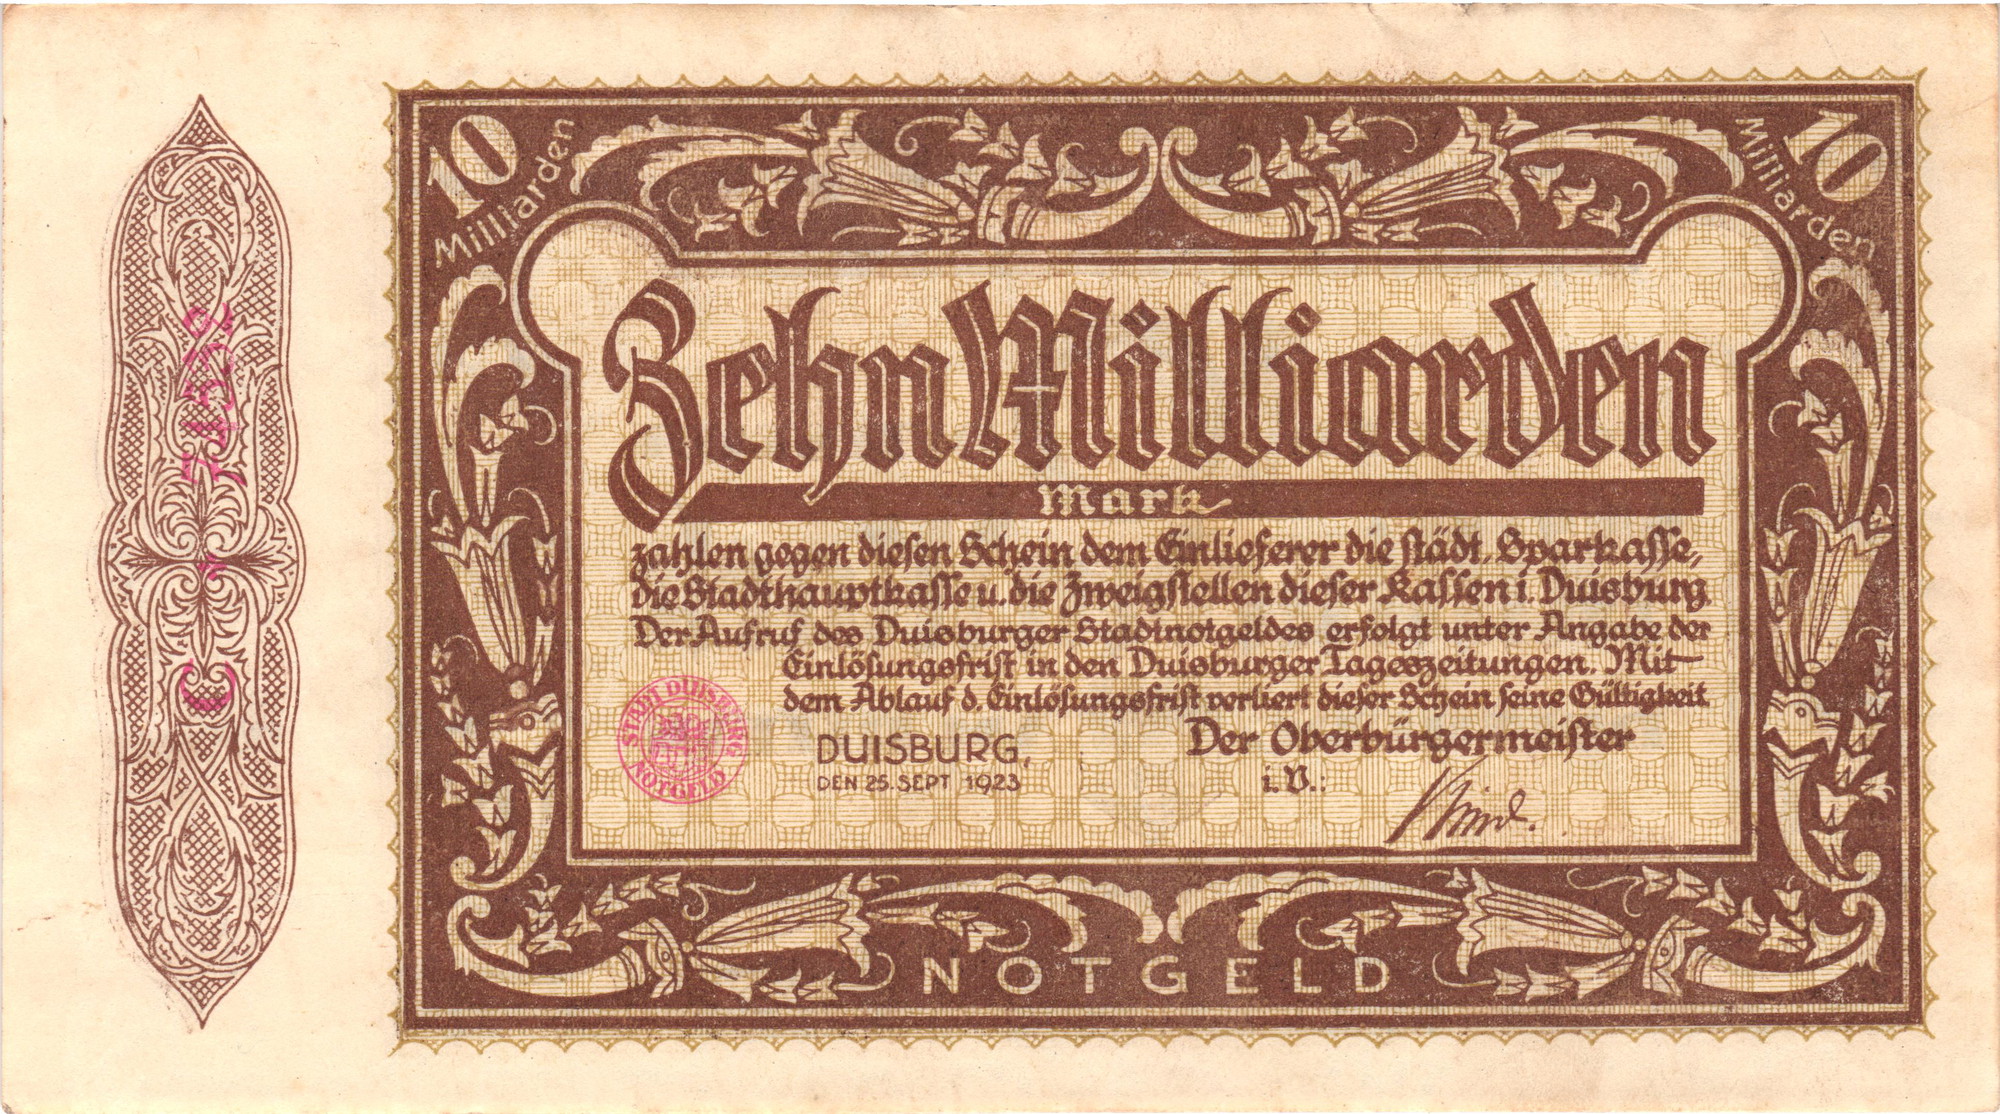 10
Milliarden
10
Milliarden
Zehn Milliarden
Mark
zahlen gegen diesen Schein dem Einlieferer die städt. Sparkasse,
die Stadthauptkasse u. die Zweigstellen dieser Kassen i. Duisburg.
Der Aufruf des Duisburger Stadtnotgeldes erfolgt unter Angabe der
Einlösungsfrist in den Duisburger Tageszeitungen. Mit
dem Ablauf d. Einlösungsfrist verliert dieser Schein seine Gültigkeit
STADT DUISBURG
NOTGELD
DUISBURG,
DEN 25. SEPT 1923
Der Oberbürgermeister
i. V.:
NOTGELD